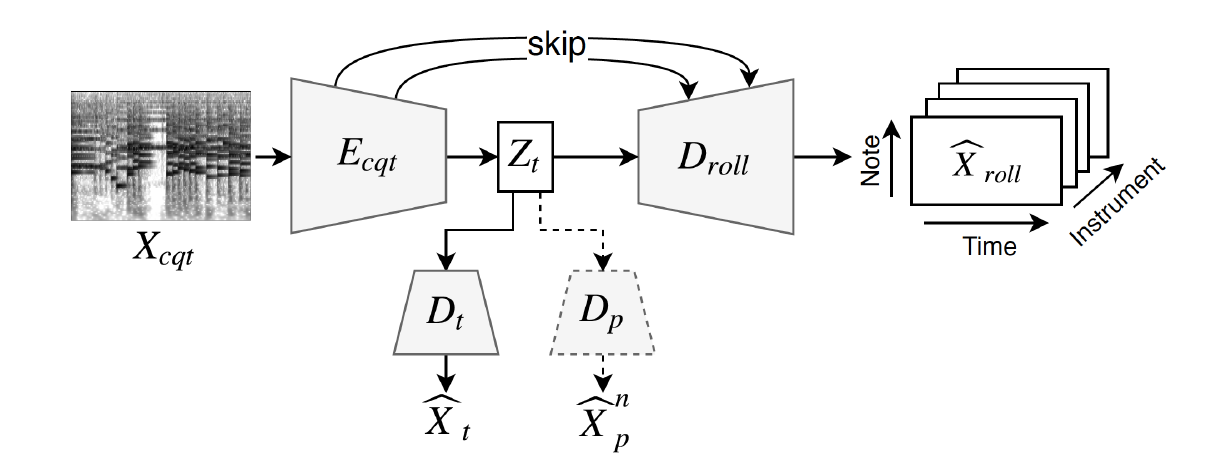 skip
E_cqt
Z_t
D_roll
Note
X̂_roll
Instrument
Time
X_cqt
D_t
D_p
X̂_t
X̂_p^n